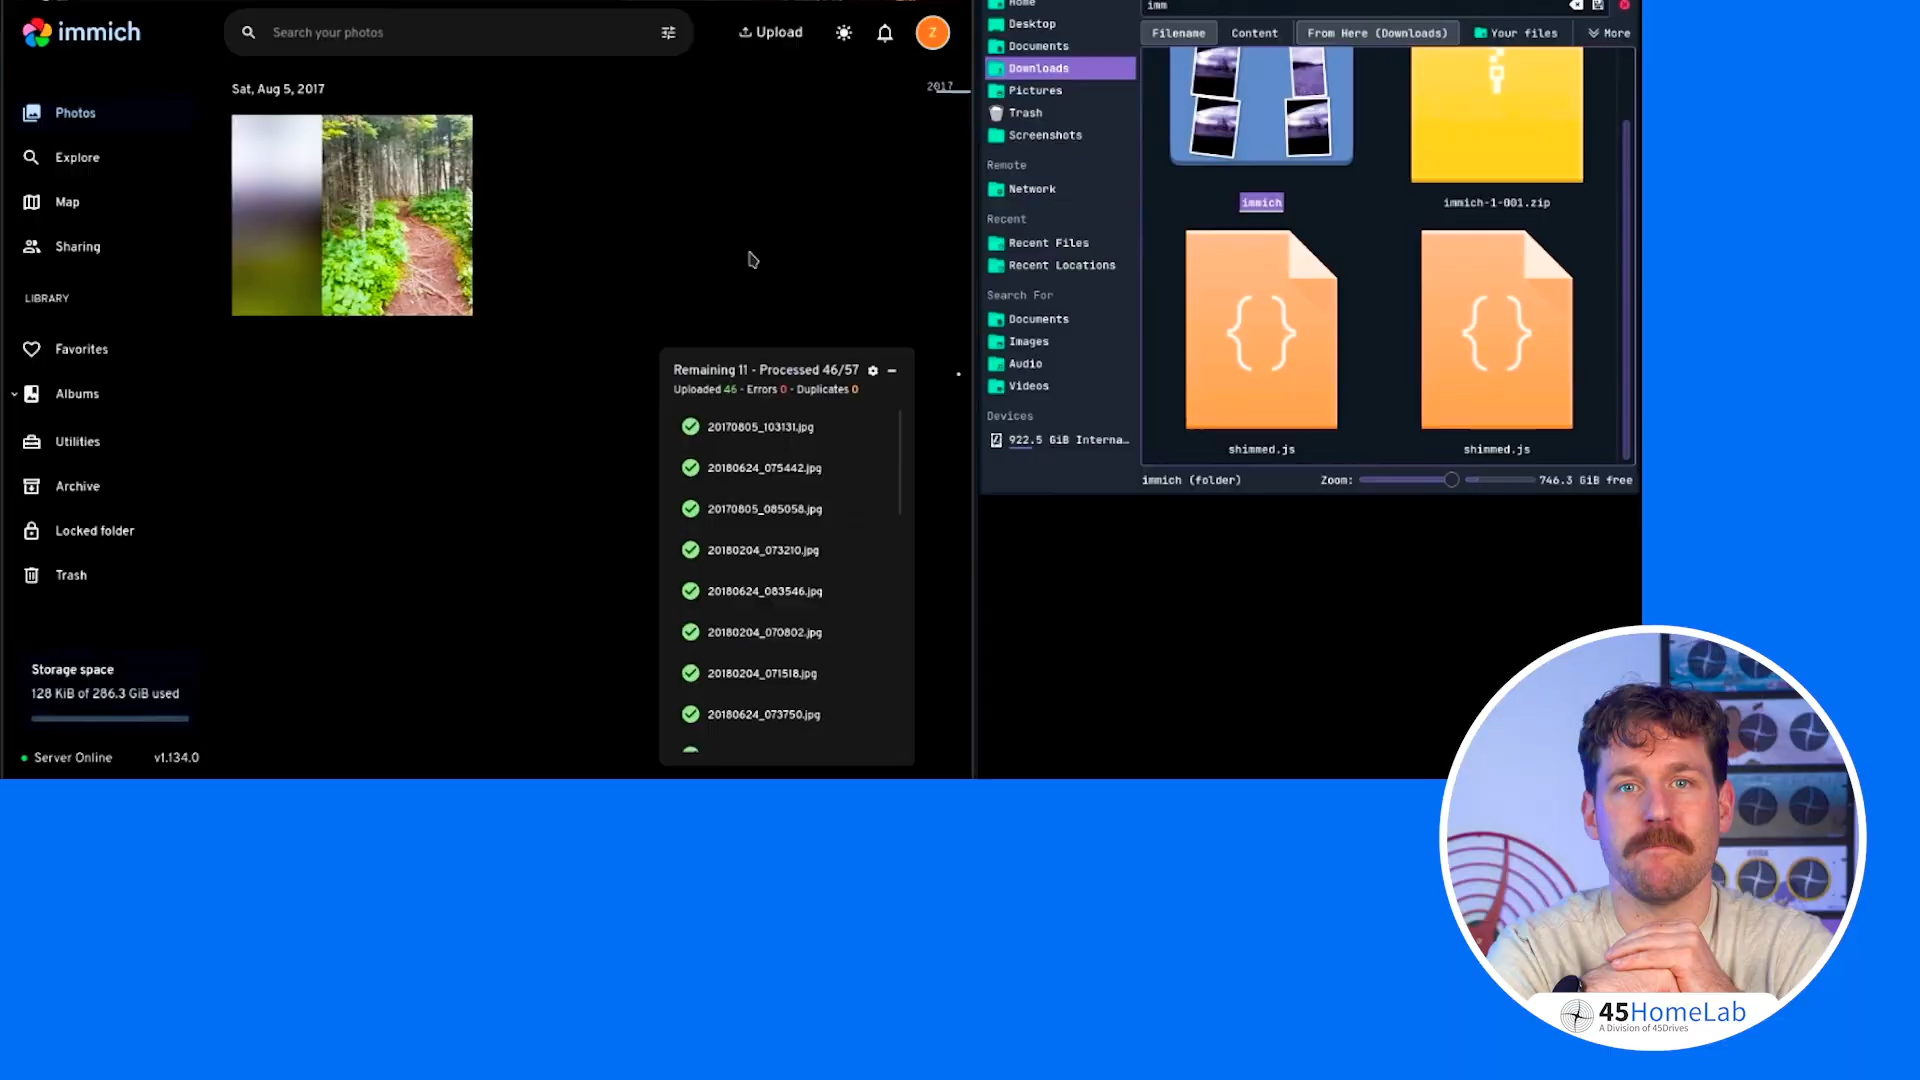 immich
Search your photos
Upload
Z
Photos
Explore
Map
Sharing
LIBRARY
Favorites
Albums
Utilities
Archive
Locked folder
Trash
Storage space
128 KiB of 286.3 GiB used
Server Online
v1.134.0
Sat, Aug 5, 2017
2017
Remaining 11 - Processed 46/57
Uploaded 46 - Errors 0 - Duplicates 0
20170805_103131.jpg
20180624_075442.jpg
20170805_085058.jpg
20180204_073210.jpg
20180624_083546.jpg
20180204_070802.jpg
20180204_071518.jpg
20180624_073750.jpg
Home
Desktop
Documents
Downloads
Pictures
Trash
Screenshots
Remote
Network
Recent
Recent Files
Recent Locations
Search For
Documents
Images
Audio
Videos
Devices
922.5 GiB Interna…
imm
Filename
Content
From Here (Downloads)
Your files
More
immich
immich-1-001.zip
shimmed.js
shimmed.js
immich (folder)
Zoom:
746.3 GiB free
45HomeLab
A Division of 45Drives